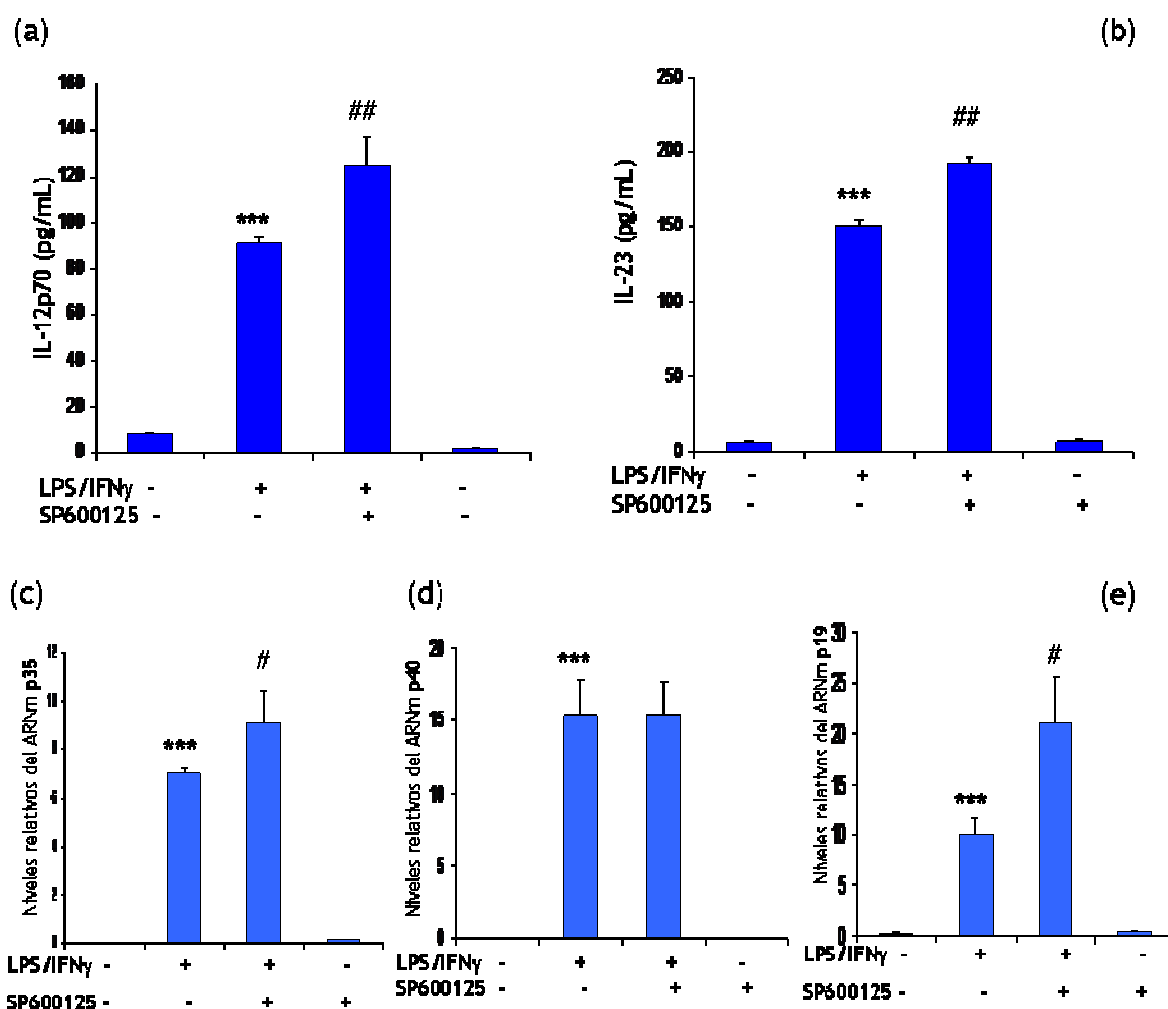 (a)
(b)
IL-12p70 (pg/mL)
160
140
120
100
80
60
40
20
0
***
##
LPS/IFNγ - + + -
SP600125 - - + -
IL-23 (pg/mL)
250
200
150
100
50
0
***
##
LPS/IFNγ - + + -
SP600125 - - + +
(c)
(d)
(e)
Niveles relativos del ARNm p35
12
10
8
6
4
2
0
***
#
LPS/IFNγ - + + -
SP600125 - - + +
Niveles relativos del ARNm p40
20
15
10
5
0
***
LPS/IFNγ - + + -
SP600125 - - + +
Niveles relativos del ARNm p19
30
25
20
15
10
5
0
***
#
LPS/IFNγ - + + -
SP600125 - - + +